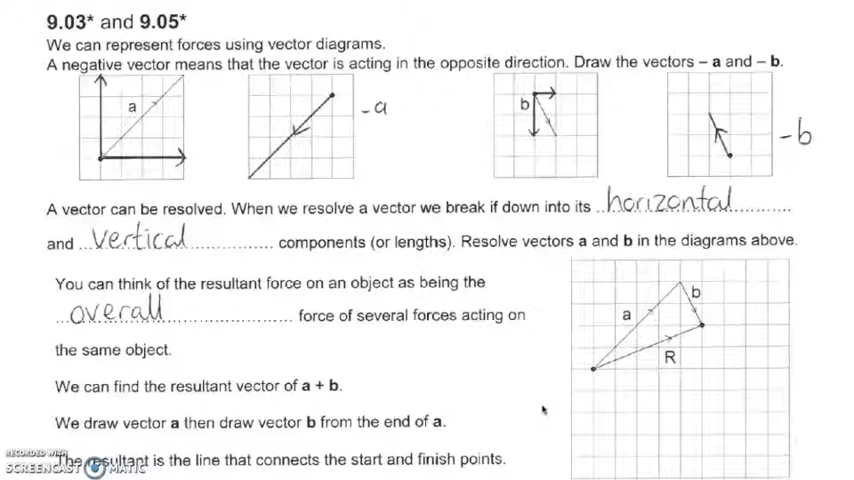 9.03* and 9.05*
We can represent forces using vector diagrams.
A negative vector means that the vector is acting in the opposite direction. Draw the vectors – a and – b.
a
-a
b
-b
A vector can be resolved. When we resolve a vector we break if down into its ..horizontal............
and ...vertical.................. components (or lengths). Resolve vectors a and b in the diagrams above.
You can think of the resultant force on an object as being the
...overall........................ force of several forces acting on
the same object.
We can find the resultant vector of a + b.
We draw vector a then draw vector b from the end of a.
The resultant is the line that connects the start and finish points.
a
b
R
RECORDED WITH
SCREENCAST MATIC